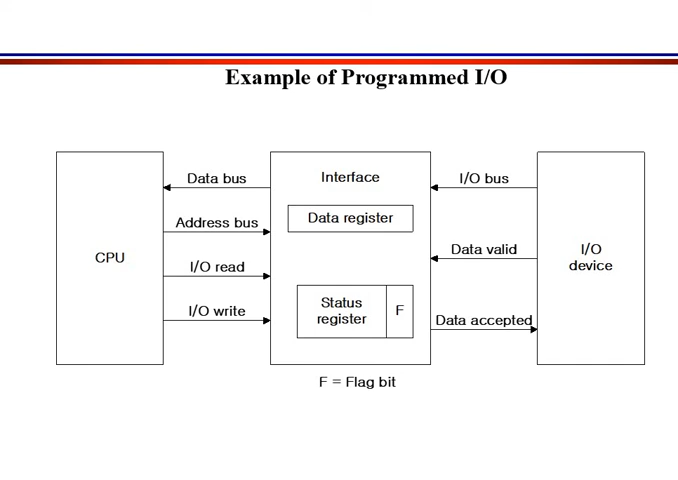 Example of Programmed I/O
Data bus
Interface
I/O bus
Data register
Address bus
Data valid
CPU
I/O
device
I/O read
Status
register
F
I/O write
Data accepted
F = Flag bit